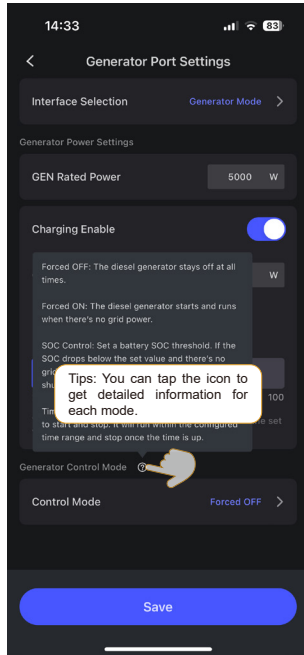 14:33
83
Generator Port Settings
Interface Selection
Generator Mode
Generator Power Settings
GEN Rated Power
5000 W
Charging Enable
Forced OFF: The diesel generator stays off at all
times.
W
Forced ON: The diesel generator starts and runs
when there's no grid power.
SOC Control: Set a battery SOC threshold. If the
SOC drops below the set value and there's no
Tips: You can tap the icon to
get detailed information for
each mode.
100
set
to start and stop. It will run within the configured
time range and stop once the time is up.
Generator Control Mode ?
Control Mode
Forced OFF
Save